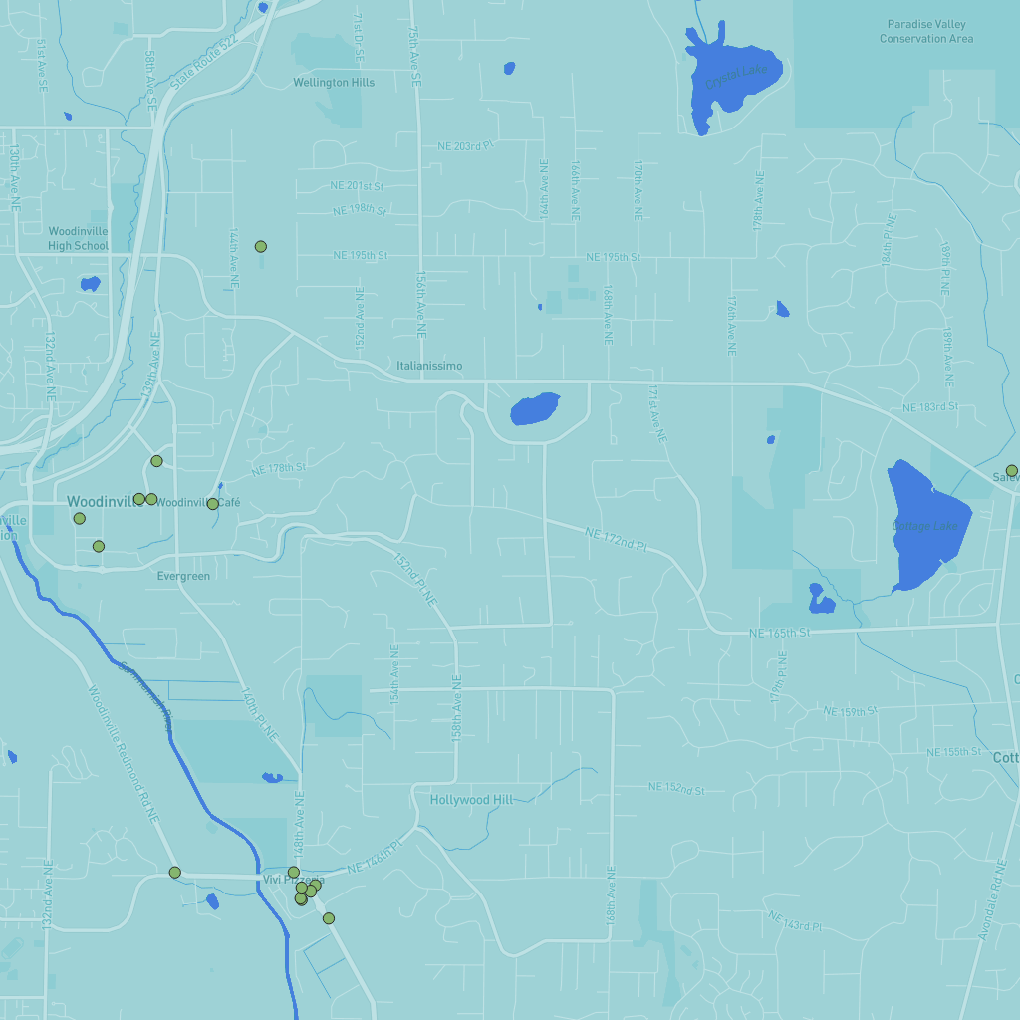 Paradise Valley
Conservation Area
State Route 522
51st Ave SE
58th Ave SE
71st Dr SE
75th Ave SE
Wellington Hills
Crystal Lake
NE 203rd Pl
130th Ave NE
164th Ave NE
166th Ave NE
170th Ave NE
178th Ave NE
NE 201st St
NE 198th St
Woodinville
High School
144th Ave NE
NE 195th St
NE 195th St
184th Pl NE
189th Pl NE
152nd Ave NE
156th Ave NE
168th Ave NE
176th Ave NE
132nd Ave NE
139th Ave NE
Italianissimo
189th Ave NE
171st Ave NE
NE 183rd St
NE 178th St
Woodinville
Woodinville Café
Cottage Lake
NE 172nd Pl
Evergreen
152nd Pl NE
NE 165th St
154th Ave NE
158th Ave NE
179th Pl NE
Sammamish River
Woodinville Redmond Rd NE
140th Pl NE
NE 159th St
NE 155th St
Cott
NE 152nd St
Hollywood Hill
148th Ave NE
NE 146th Pl
Vivi Pizzeria
132nd Ave NE
168th Ave NE
NE 143rd Pl
Avondale Rd NE